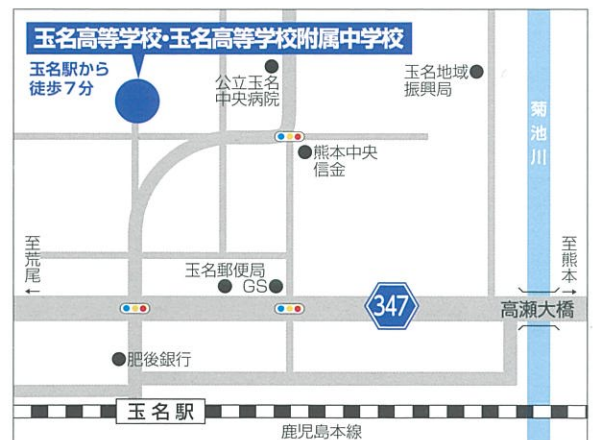 玉名高等学校・玉名高等学校附属中学校
玉名駅から
徒歩7分
公立玉名
中央病院
玉名地域
振興局
菊池川
熊本中央
信金
至荒尾
←
至熊本
→
玉名郵便局
GS
347
高瀬大橋
肥後銀行
玉名駅
鹿児島本線